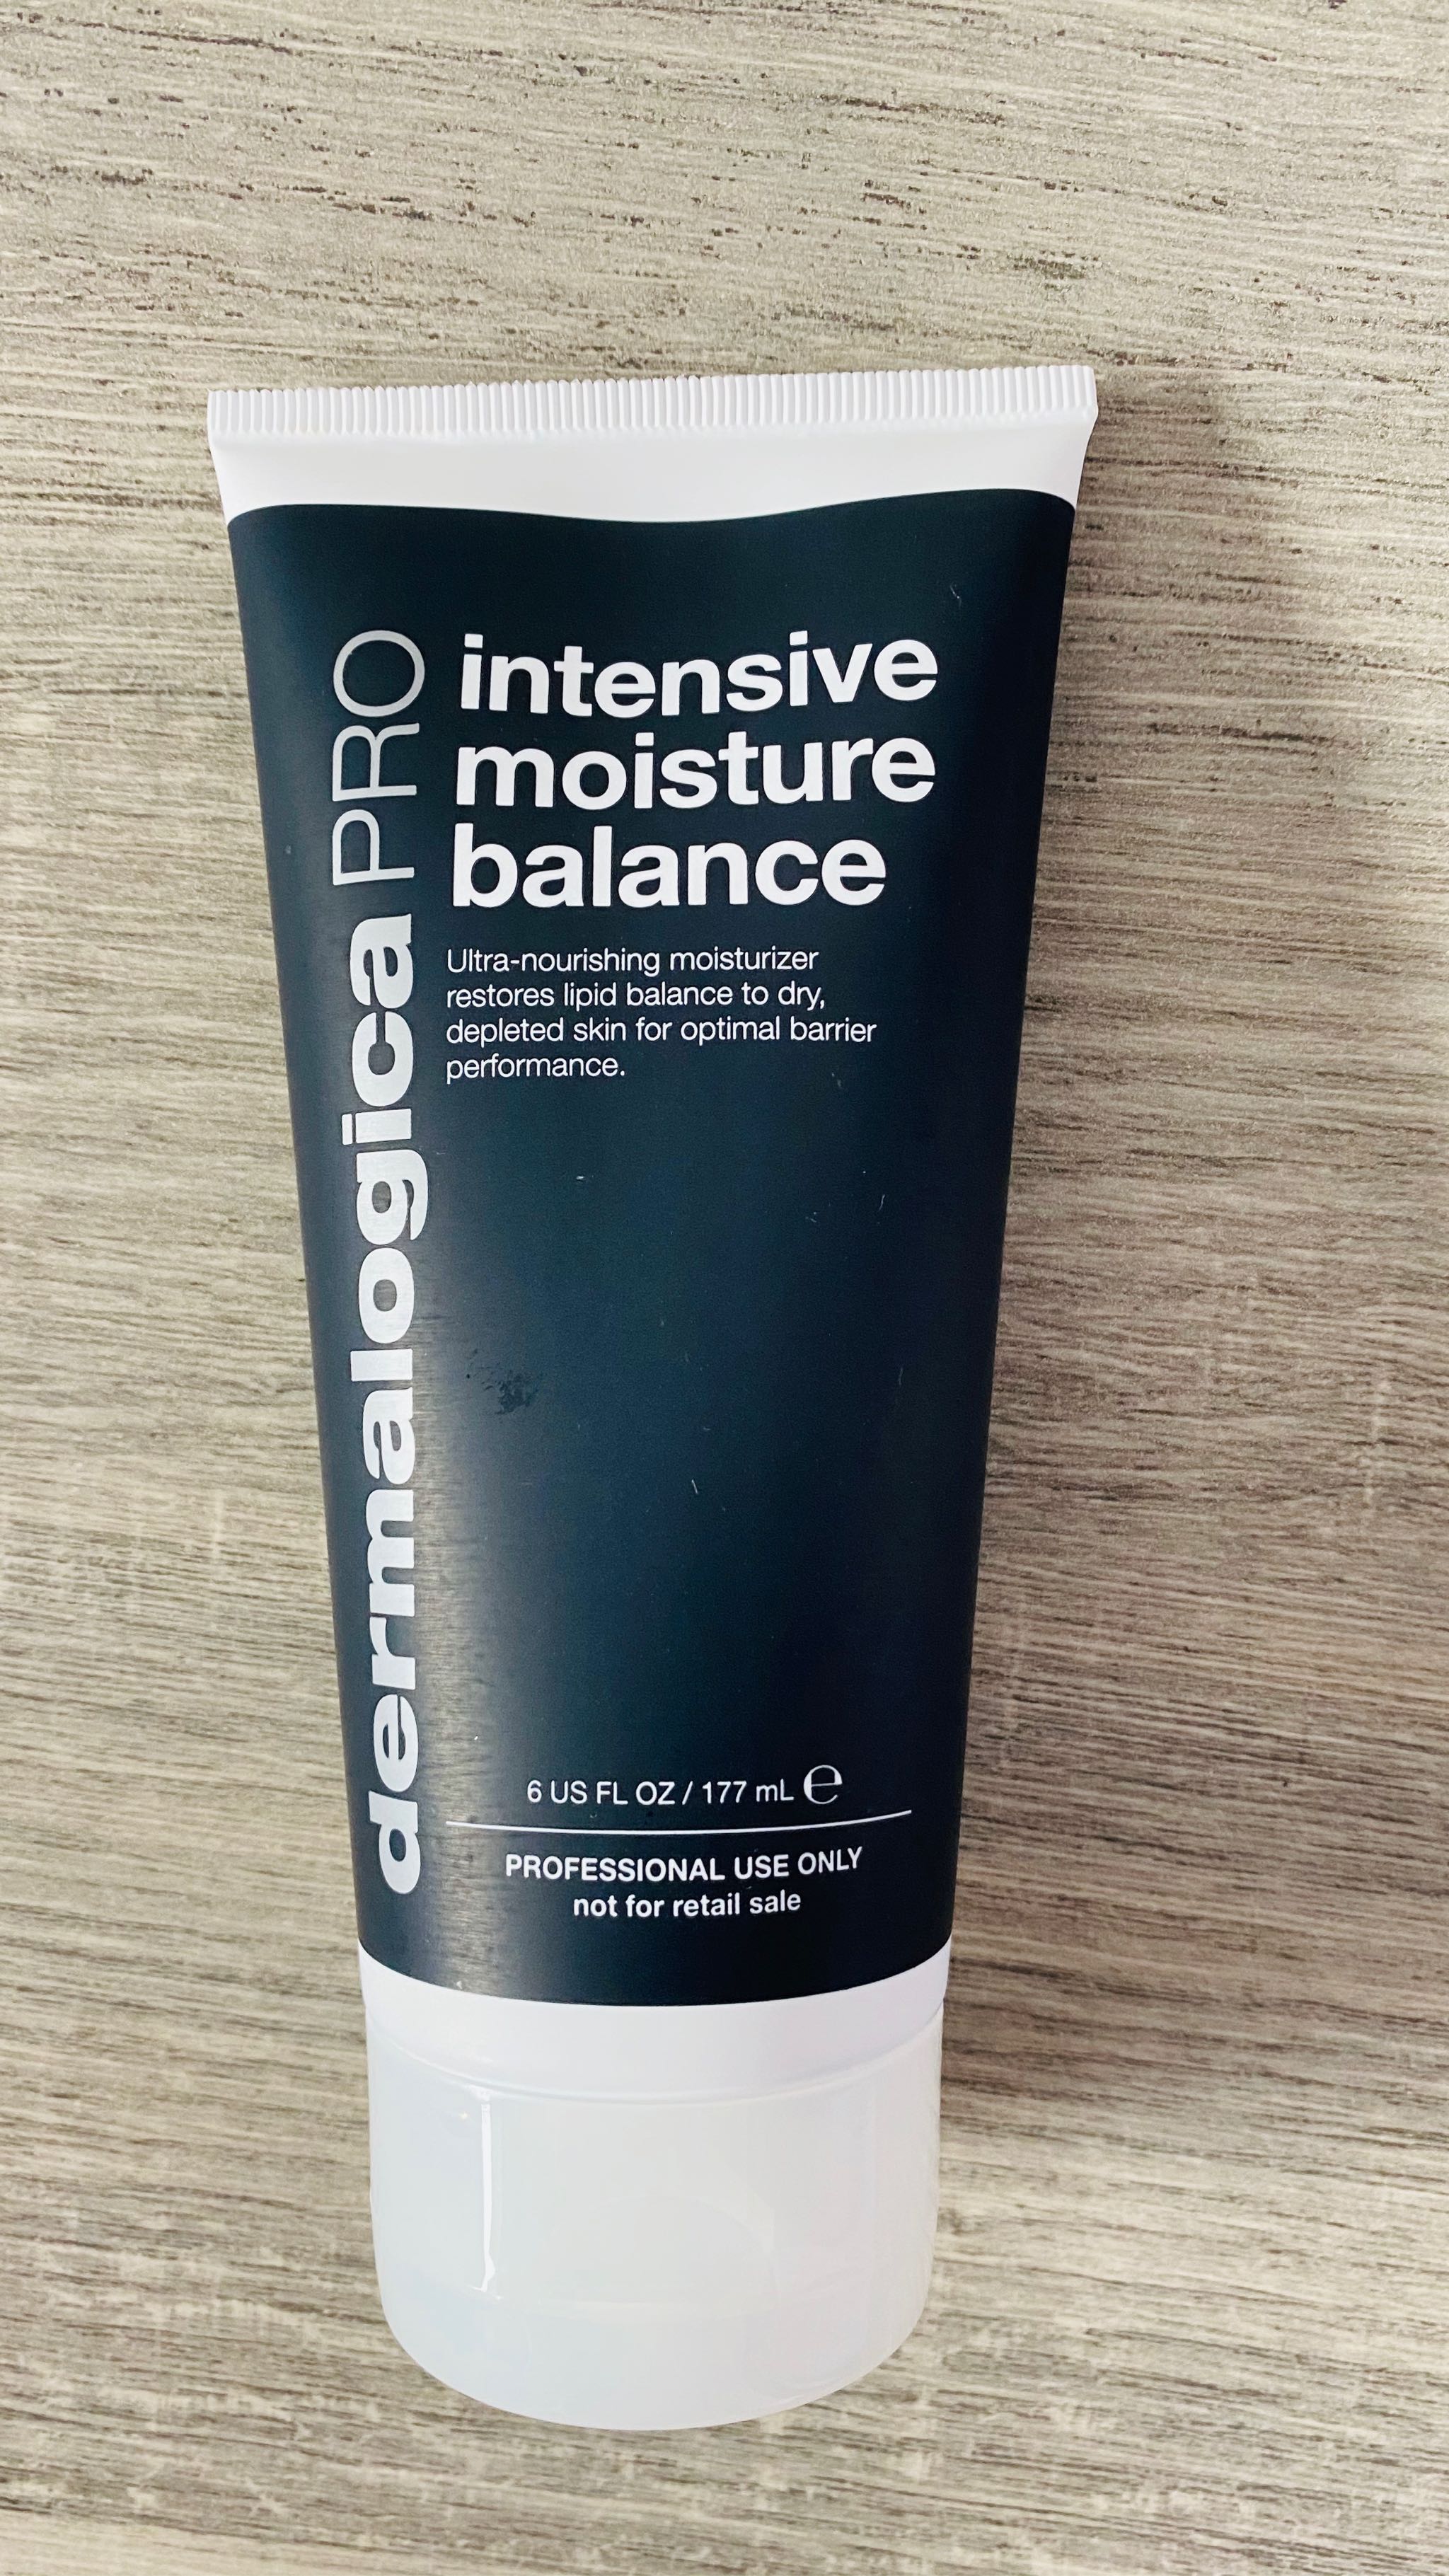 dermalogica PRO
intensive
moisture
balance
Ultra-nourishing moisturizer
restores lipid balance to dry,
depleted skin for optimal barrier
performance.
6 US FL OZ / 177 mL ℮
PROFESSIONAL USE ONLY
not for retail sale